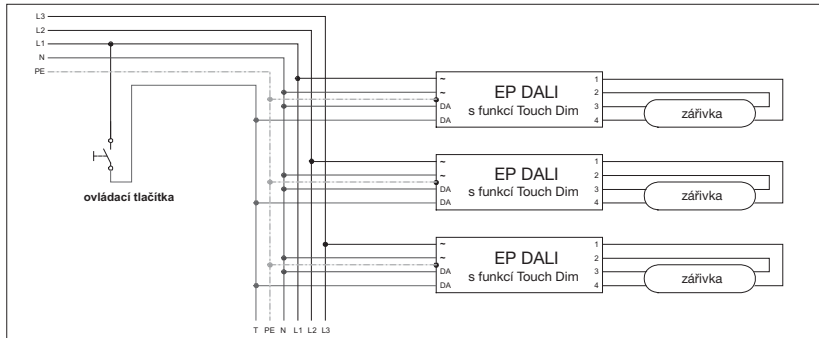 L3
L2
L1
N
PE
ovládací tlačítka
~ EP DALI 1
~ 2
DA s funkcí Touch Dim 3 zářivka
DA 4
~ EP DALI 1
~ 2
DA s funkcí Touch Dim 3 zářivka
DA 4
~ EP DALI 1
~ 2
DA s funkcí Touch Dim 3 zářivka
DA 4
T PE N L1 L2 L3